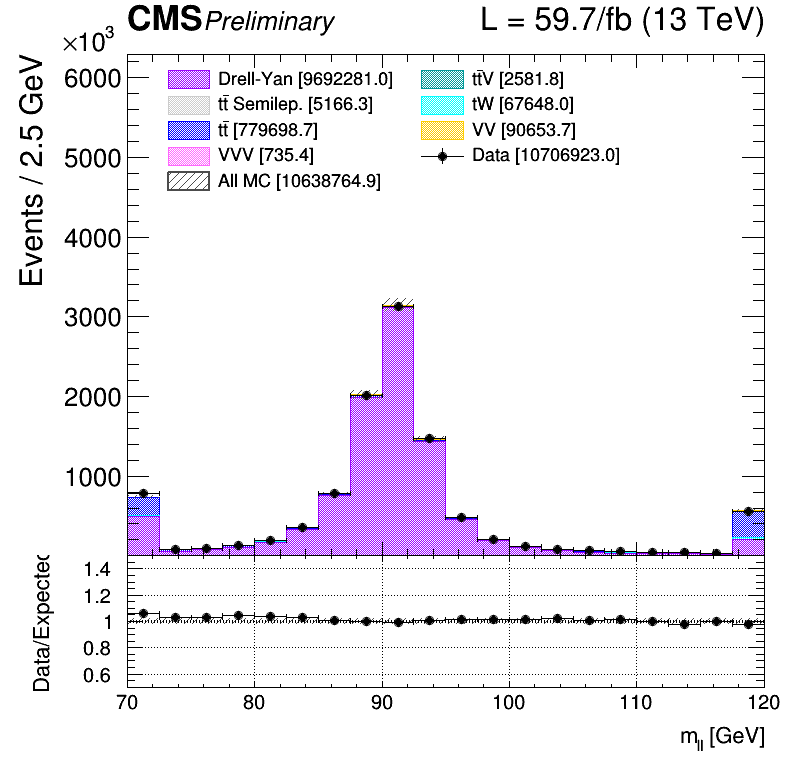 CMS Preliminary L = 59.7/fb (13 TeV)
×10³
Events / 2.5 GeV
6000
5000
4000
3000
2000
1000
Drell-Yan [9692281.0]
tt̄ Semilep. [5166.3]
tt̄ [779698.7]
VVV [735.4]
All MC [10638764.9]
tt̄V [2581.8]
tW [67648.0]
VV [90653.7]
Data [10706923.0]
Data/Expected
1.4
1.2
1
0.8
0.6
70 80 90 100 110 120
m_ll [GeV]